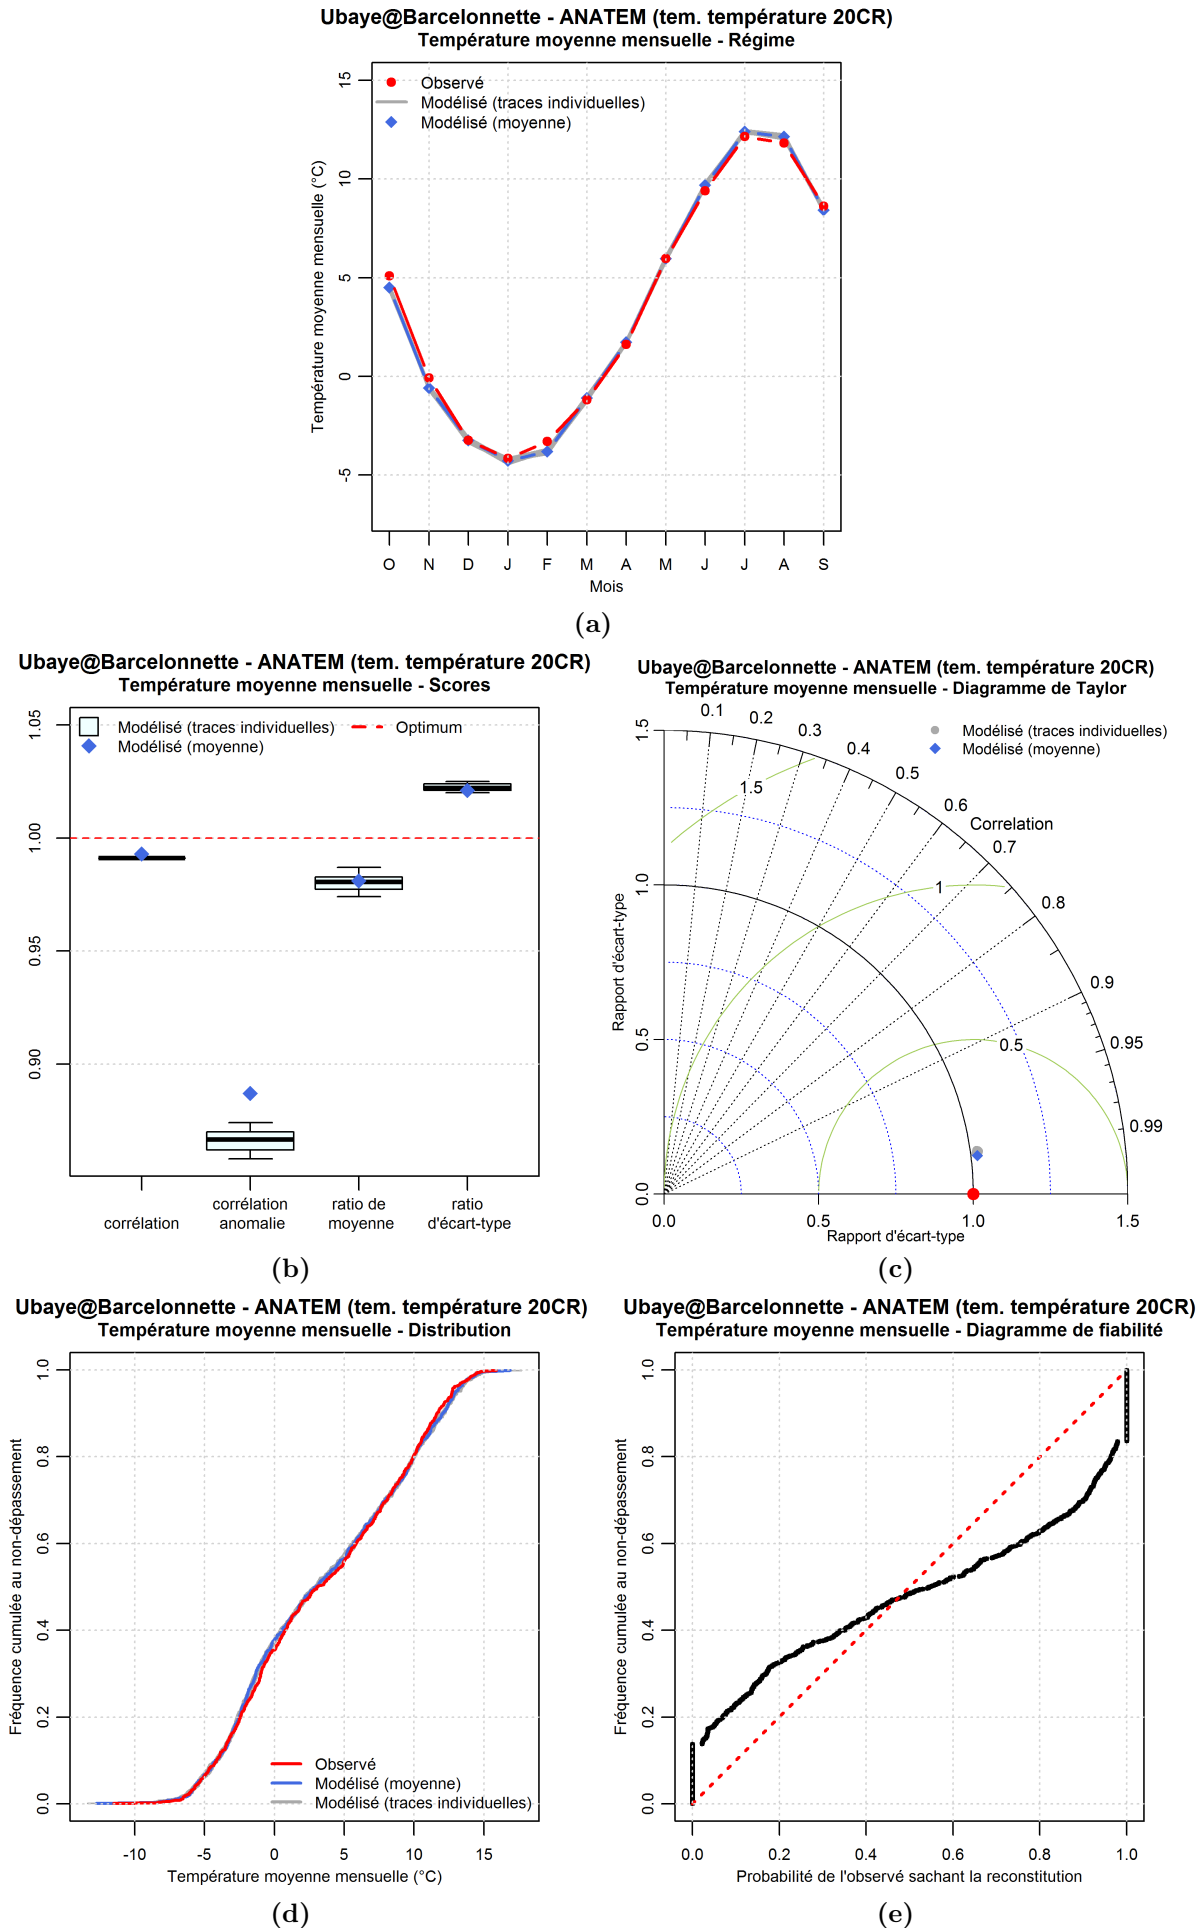 Ubaye@Barcelonnette - ANATEM (tem. température 20CR)
Température moyenne mensuelle - Régime
Observé
Modélisé (traces individuelles)
Modélisé (moyenne)
Température moyenne mensuelle (°C)
15
10
5
0
-5
O N D J F M A M J J A S
Mois
(a)
Ubaye@Barcelonnette - ANATEM (tem. température 20CR)
Température moyenne mensuelle - Scores
Modélisé (traces individuelles)
Optimum
Modélisé (moyenne)
1.05
1.00
0.95
0.90
corrélation
corrélation
anomalie
ratio de
moyenne
ratio
d'écart-type
(b)
Ubaye@Barcelonnette - ANATEM (tem. température 20CR)
Température moyenne mensuelle - Diagramme de Taylor
Modélisé (traces individuelles)
Modélisé (moyenne)
0.1
0.2
0.3
0.4
0.5
0.6
Correlation
0.7
0.8
0.9
0.95
0.99
1.5
1
0.5
Rapport d'écart-type
1.5
1.0
0.5
0.0
0.0 0.5 1.0 1.5
Rapport d'écart-type
(c)
Ubaye@Barcelonnette - ANATEM (tem. température 20CR)
Température moyenne mensuelle - Distribution
Fréquence cumulée au non-dépassement
1.0
0.8
0.6
0.4
0.2
0.0
Observé
Modélisé (moyenne)
Modélisé (traces individuelles)
-10 -5 0 5 10 15
Température moyenne mensuelle (°C)
(d)
Ubaye@Barcelonnette - ANATEM (tem. température 20CR)
Température moyenne mensuelle - Diagramme de fiabilité
Fréquence cumulée au non-dépassement
1.0
0.8
0.6
0.4
0.2
0.0
0.0 0.2 0.4 0.6 0.8 1.0
Probabilité de l'observé sachant la reconstitution
(e)